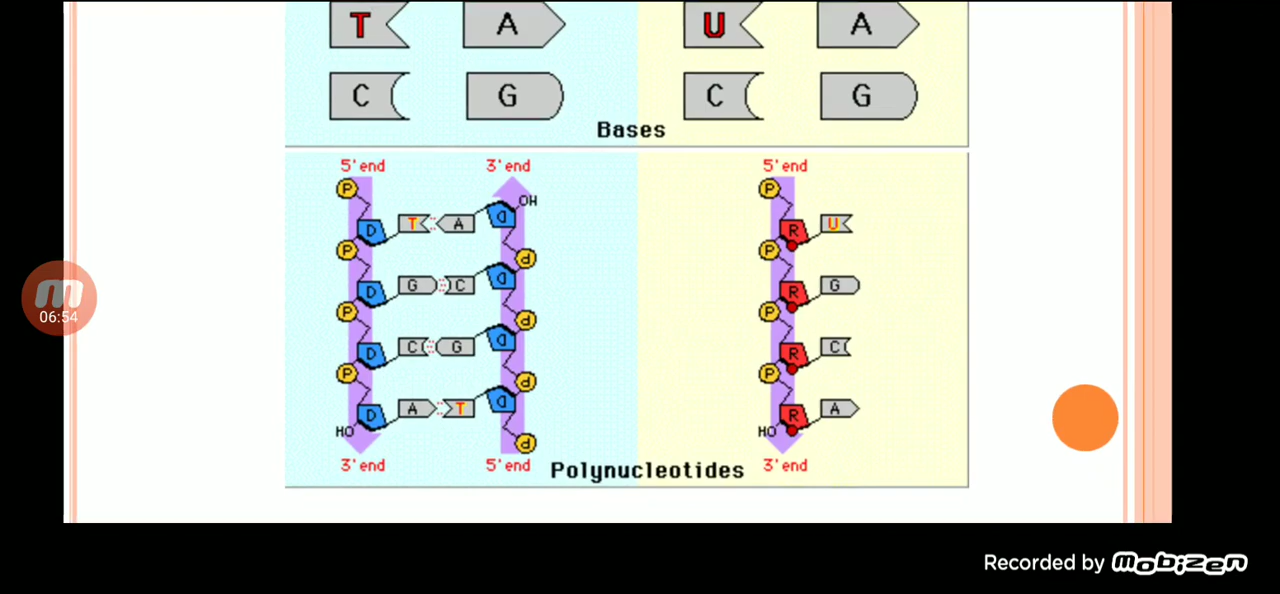 T A U A
C G C G
Bases
5' end 3' end 5' end
P P
OH
D T A D R U
P P P
D G C D R G
P P P
D C G D R C
P P P
D A T D R A
HO P HO
3' end 5' end Polynucleotides 3' end
06:54
Recorded by mobizen